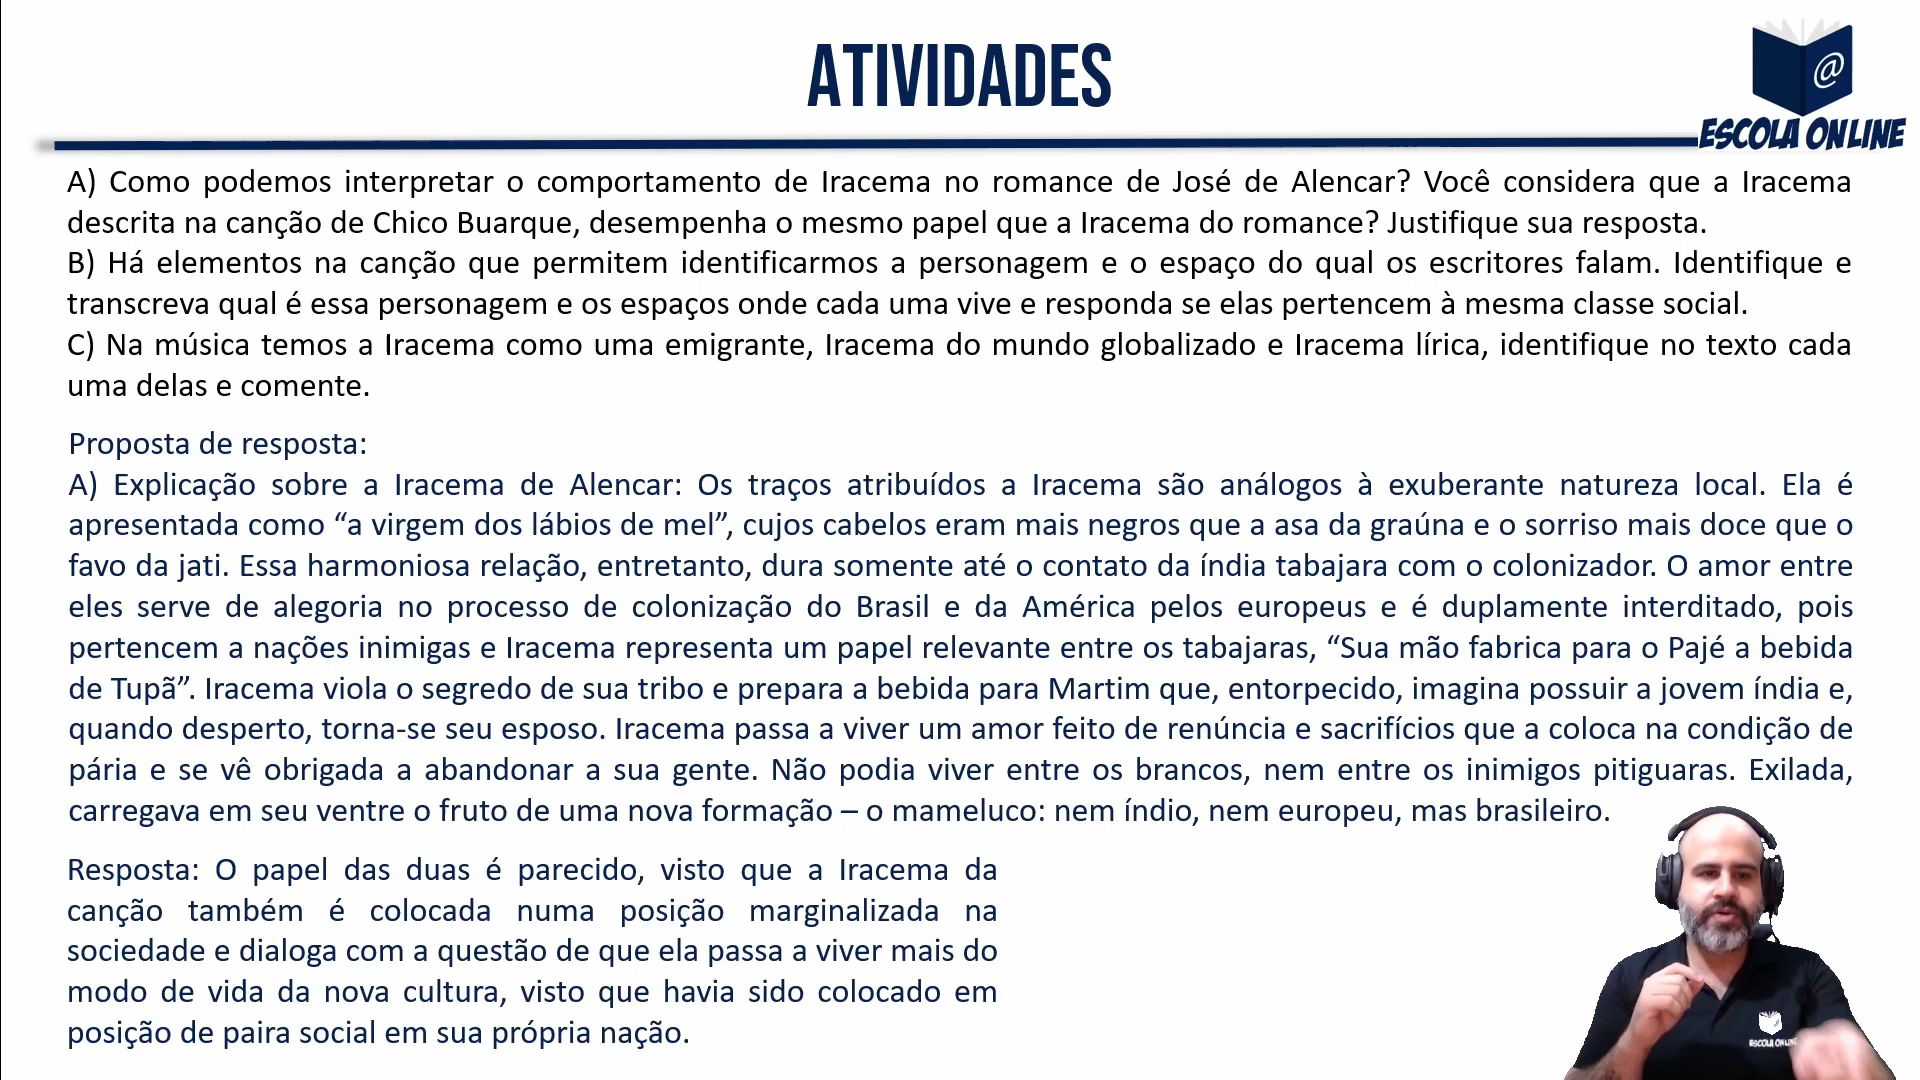 ATIVIDADES
@
ESCOLA ONLINE
A) Como podemos interpretar o comportamento de Iracema no romance de José de Alencar? Você considera que a Iracema
descrita na canção de Chico Buarque, desempenha o mesmo papel que a Iracema do romance? Justifique sua resposta.
B) Há elementos na canção que permitem identificarmos a personagem e o espaço do qual os escritores falam. Identifique e
transcreva qual é essa personagem e os espaços onde cada uma vive e responda se elas pertencem à mesma classe social.
C) Na música temos a Iracema como uma emigrante, Iracema do mundo globalizado e Iracema lírica, identifique no texto cada
uma delas e comente.
Proposta de resposta:
A) Explicação sobre a Iracema de Alencar: Os traços atribuídos a Iracema são análogos à exuberante natureza local. Ela é
apresentada como “a virgem dos lábios de mel”, cujos cabelos eram mais negros que a asa da graúna e o sorriso mais doce que o
favo da jati. Essa harmoniosa relação, entretanto, dura somente até o contato da índia tabajara com o colonizador. O amor entre
eles serve de alegoria no processo de colonização do Brasil e da América pelos europeus e é duplamente interditado, pois
pertencem a nações inimigas e Iracema representa um papel relevante entre os tabajaras, “Sua mão fabrica para o Pajé a bebida
de Tupã”. Iracema viola o segredo de sua tribo e prepara a bebida para Martim que, entorpecido, imagina possuir a jovem índia e,
quando desperto, torna-se seu esposo. Iracema passa a viver um amor feito de renúncia e sacrifícios que a coloca na condição de
pária e se vê obrigada a abandonar a sua gente. Não podia viver entre os brancos, nem entre os inimigos pitiguaras. Exilada,
carregava em seu ventre o fruto de uma nova formação – o mameluco: nem índio, nem europeu, mas brasileiro.
Resposta: O papel das duas é parecido, visto que a Iracema da
canção também é colocada numa posição marginalizada na
sociedade e dialoga com a questão de que ela passa a viver mais do
modo de vida da nova cultura, visto que havia sido colocado em
posição de paira social em sua própria nação.
ESCOLA ONLINE